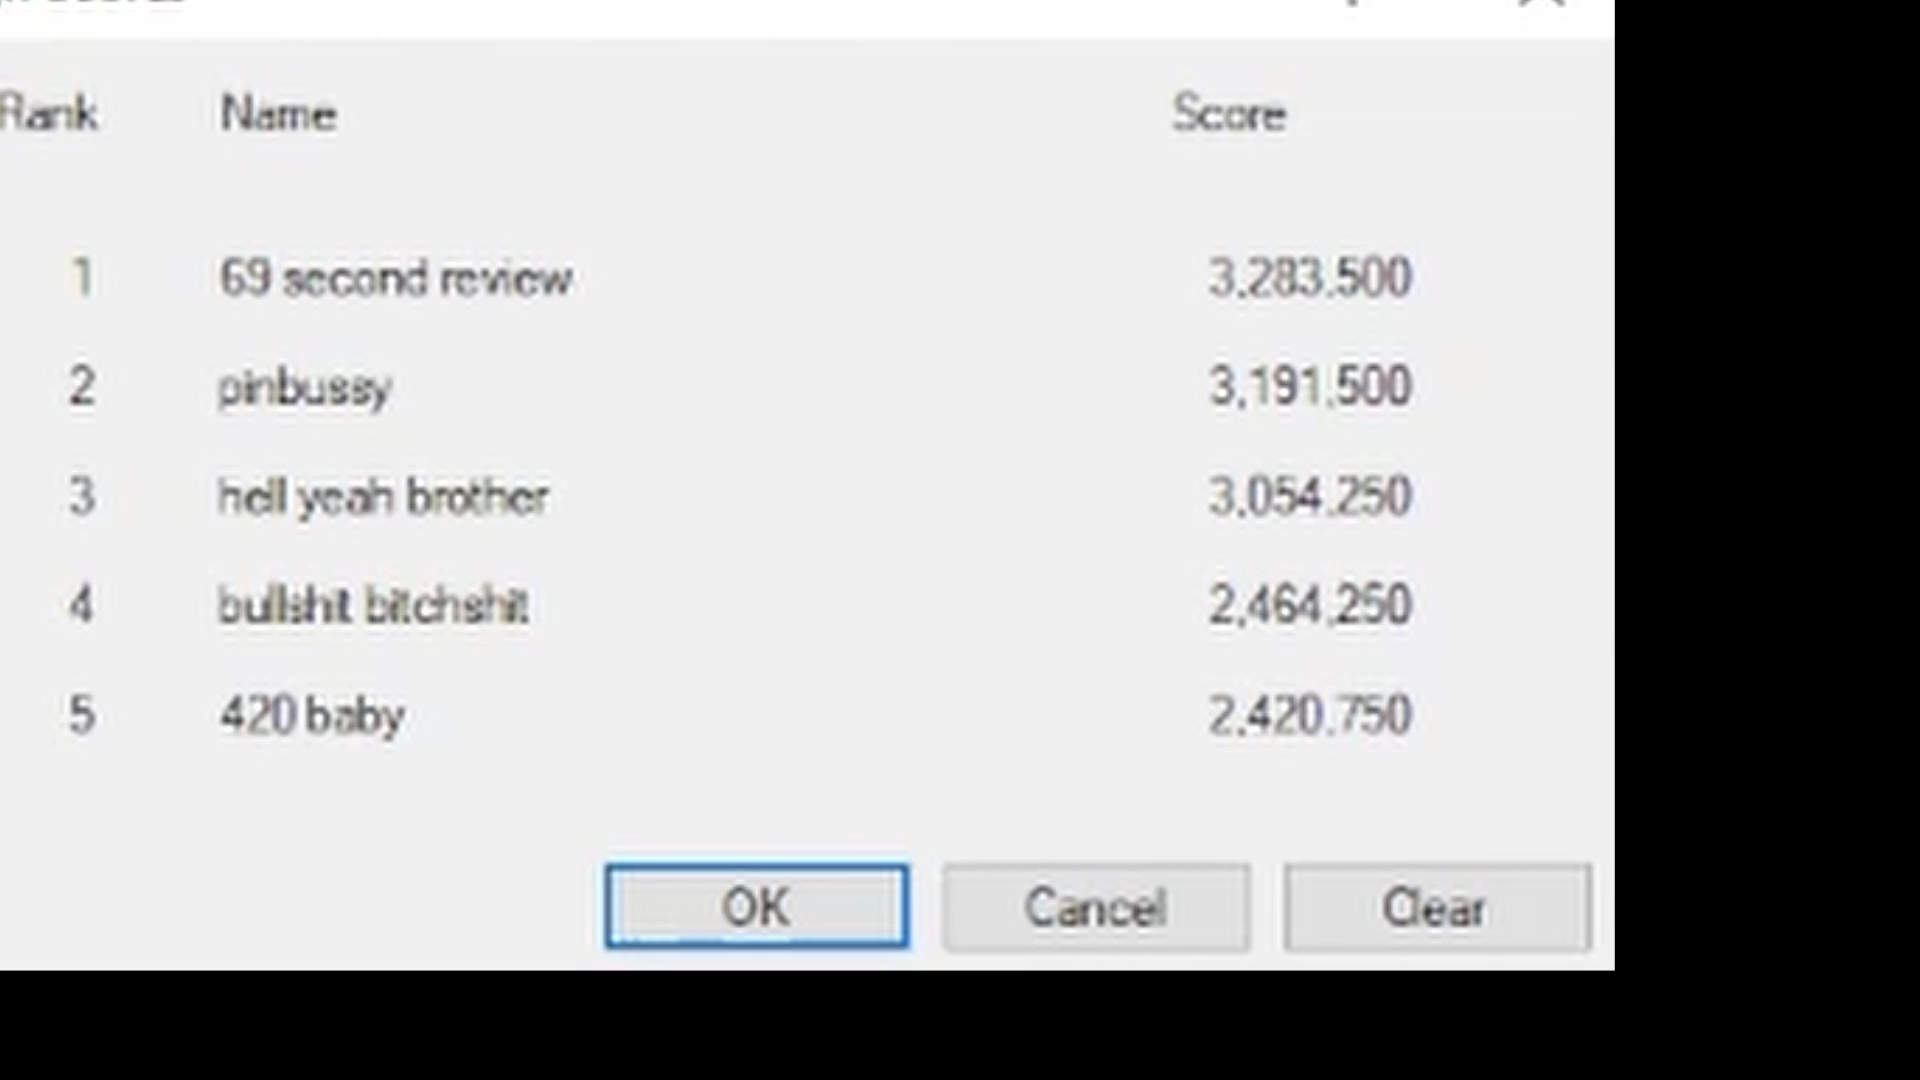 Rank Name Score
1 69 second review 3,283,500
2 pinbussy 3,191,500
3 hell yeah brother 3,054,250
4 bullshit bitchshit 2,464,250
5 420 baby 2,420,750
OK Cancel Clear